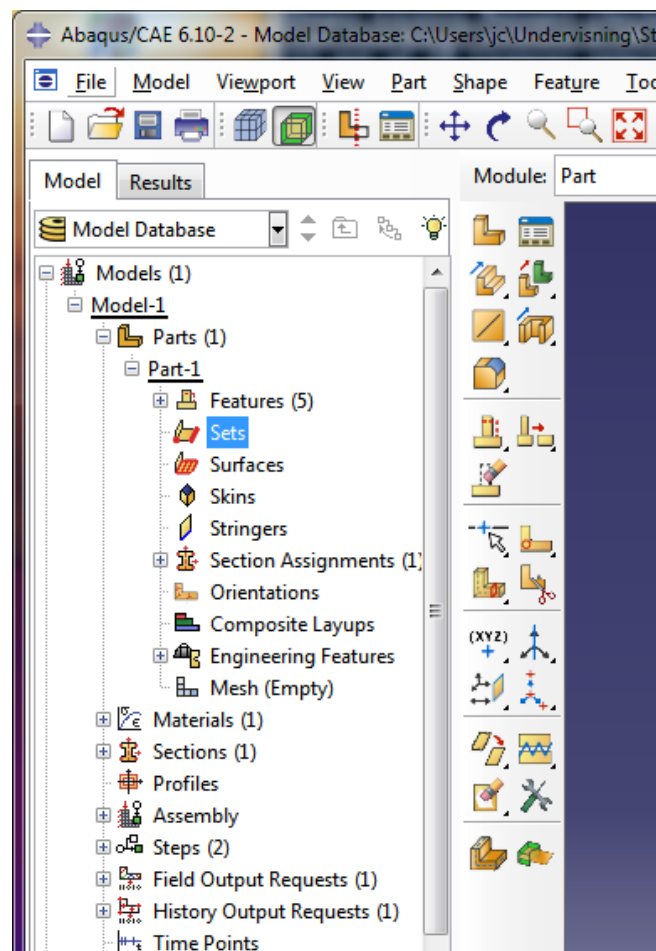 Abaqus/CAE 6.10-2 - Model Database: C:\Users\jc\Undervisning\St
File Model Viewport View Part Shape Feature Too
Model Results
Module: Part
Model Database
Models (1)
Model-1
Parts (1)
Part-1
Features (5)
Sets
Surfaces
Skins
Stringers
Section Assignments (1)
Orientations
Composite Layups
Engineering Features
Mesh (Empty)
Materials (1)
Sections (1)
Profiles
Assembly
Steps (2)
Field Output Requests (1)
History Output Requests (1)
Time Points
(XYZ)